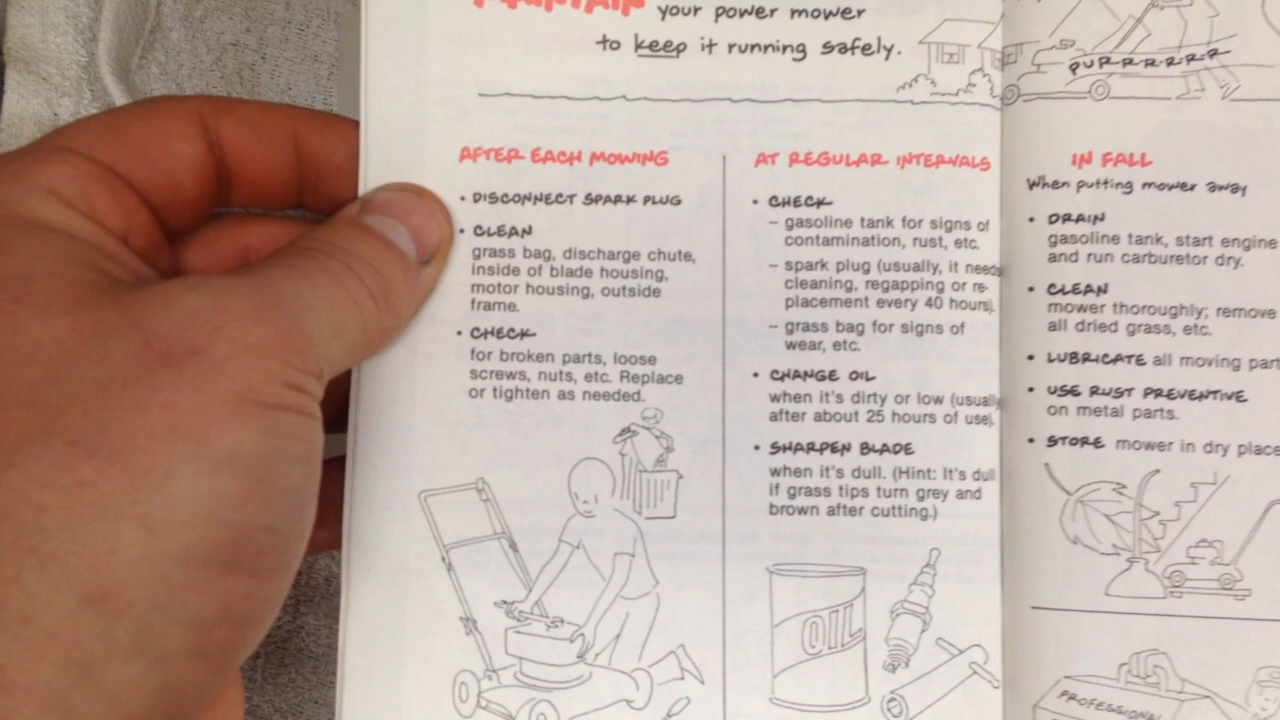 MAINTAIN your power mower
to keep it running safely.
PURRRRRR
AFTER EACH MOWING
• DISCONNECT SPARK PLUG
• CLEAN
grass bag, discharge chute,
inside of blade housing,
motor housing, outside
frame.
• CHECK
for broken parts, loose
screws, nuts, etc. Replace
or tighten as needed.
AT REGULAR INTERVALS
• CHECK
– gasoline tank for signs of
contamination, rust, etc.
– spark plug (usually, it needs
cleaning, regapping or re-
placement every 40 hours).
– grass bag for signs of
wear, etc.
• CHANGE OIL
when it's dirty or low (usually
after about 25 hours of use).
• SHARPEN BLADE
when it's dull. (Hint: It's dull
if grass tips turn grey and
brown after cutting.)
OIL
IN FALL
When putting mower away
• DRAIN
gasoline tank, start engine
and run carburetor dry.
• CLEAN
mower thoroughly; remove
all dried grass, etc.
• LUBRICATE all moving part
• USE RUST PREVENTIVE
on metal parts.
• STORE mower in dry place
PROFESSIONAL